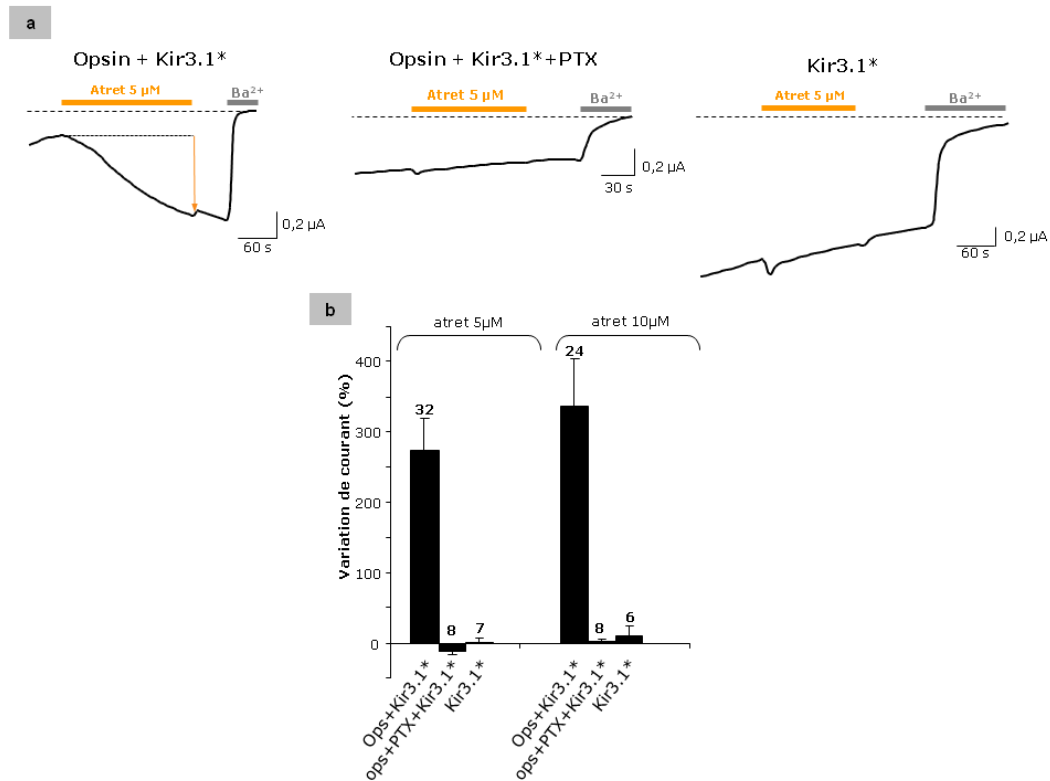 a
Opsin + Kir3.1*
Atret 5 µM
Ba²⁺
0,2 µA
60 s
Opsin + Kir3.1*+PTX
Atret 5 µM
Ba²⁺
0,2 µA
30 s
Kir3.1*
Atret 5 µM
Ba²⁺
0,2 µA
60 s
b
atret 5µM
atret 10µM
Variation de courant (%)
400
300
200
100
0
32
8
7
24
8
6
Ops+Kir3.1*
ops+PTX+Kir3.1*
Kir3.1*
Ops+Kir3.1*
ops+PTX+Kir3.1*
Kir3.1*